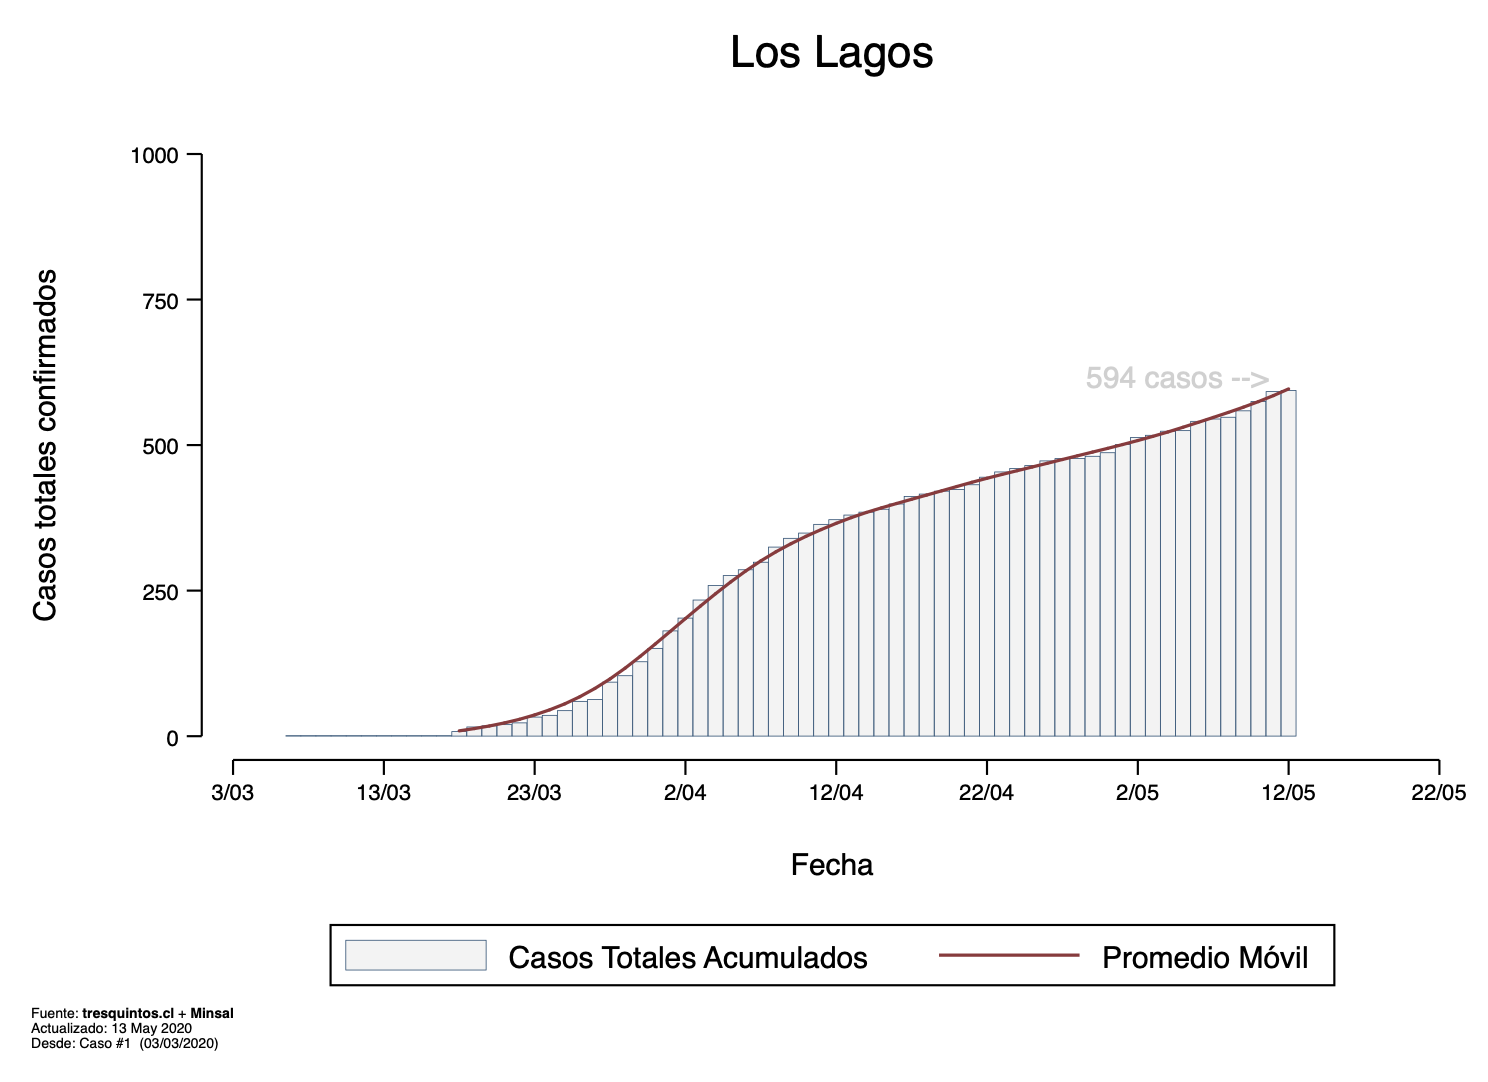 Los Lagos
Casos totales confirmados
1000
750
500
250
0
594 casos -->
3/03 13/03 23/03 2/04 12/04 22/04 2/05 12/05 22/05
Fecha
Casos Totales Acumulados Promedio Móvil
Fuente: tresquintos.cl + Minsal
Actualizado: 13 May 2020
Desde: Caso #1 (03/03/2020)